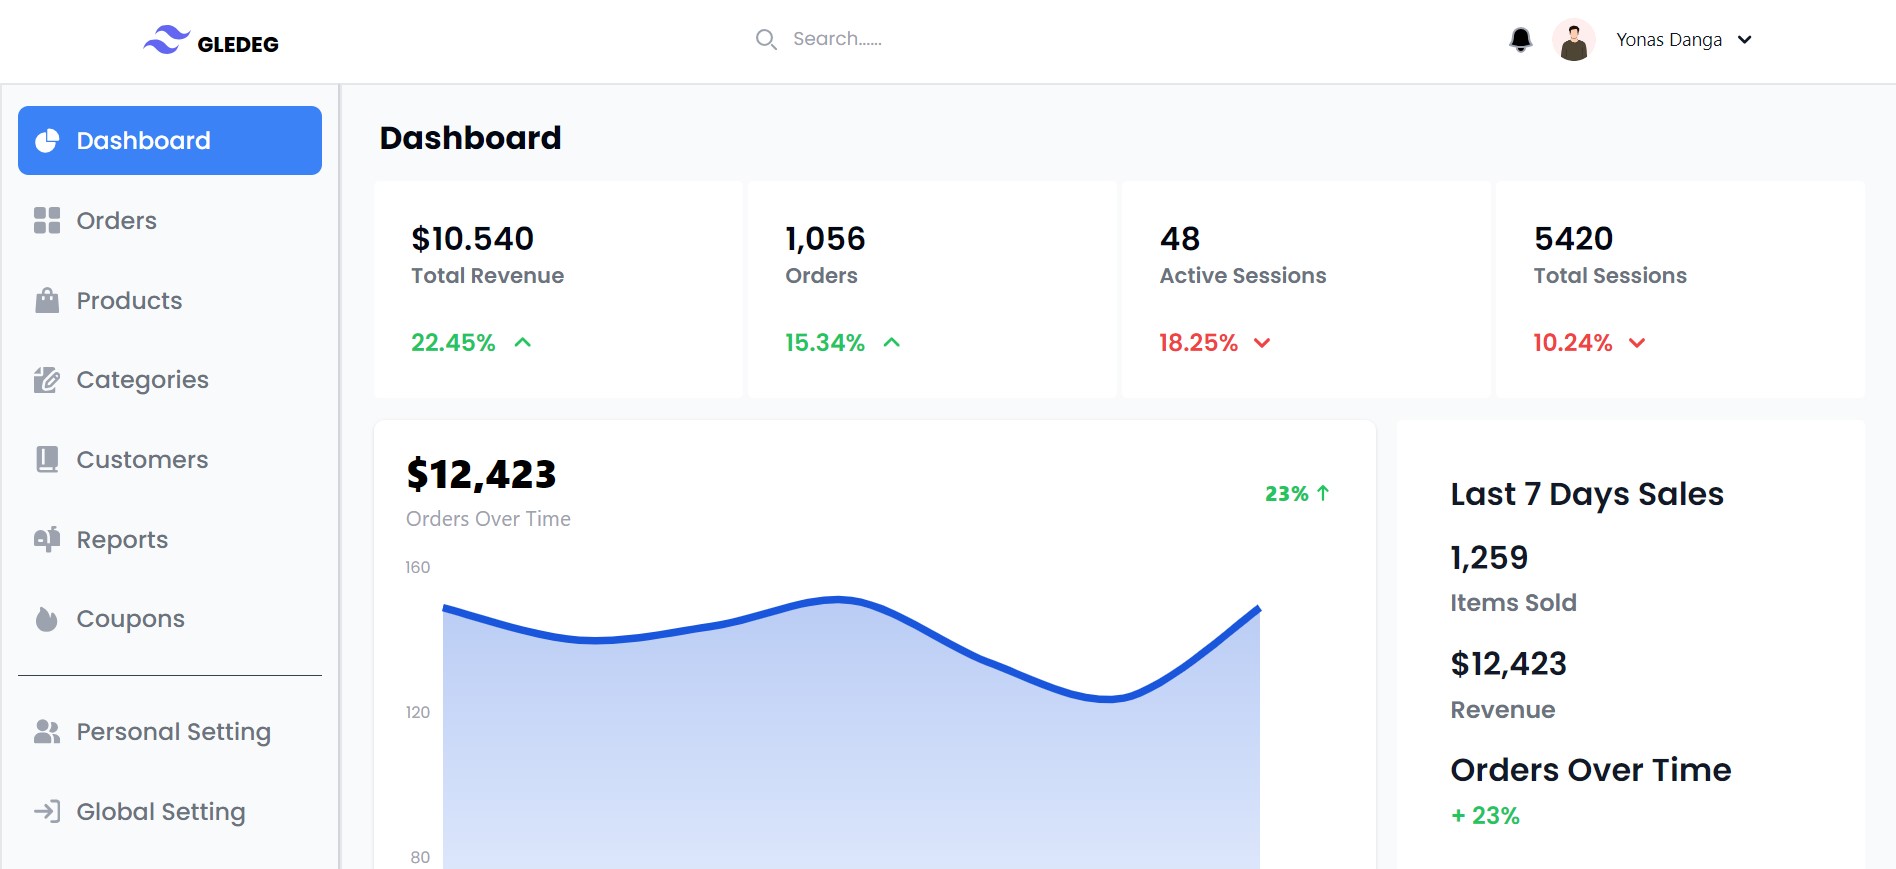 GLEDEG
Search......
Yonas Danga
Dashboard
Orders
Products
Categories
Customers
Reports
Coupons
Personal Setting
Global Setting
Dashboard
$10.540
Total Revenue
22.45%
1,056
Orders
15.34%
48
Active Sessions
18.25%
5420
Total Sessions
10.24%
$12,423
Orders Over Time
23% ↑
160
120
80
Last 7 Days Sales
1,259
Items Sold
$12,423
Revenue
Orders Over Time
+ 23%